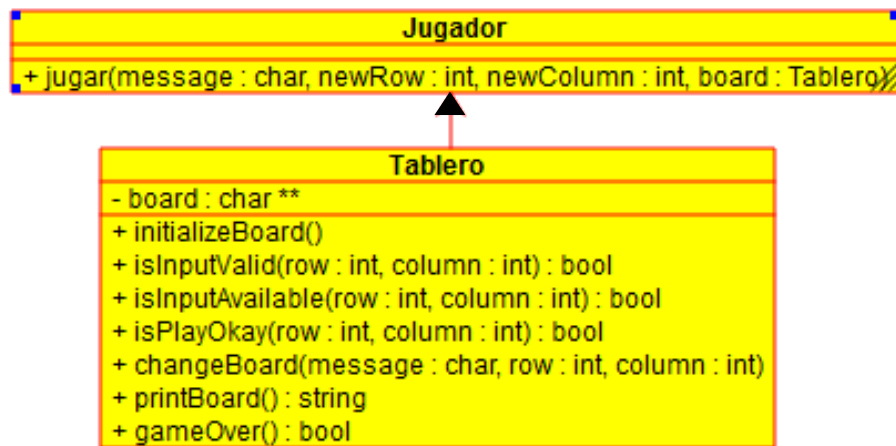 Jugador
+ jugar(message : char, newRow : int, newColumn : int, board : Tablero)
Tablero
- board : char **
+ initializeBoard()
+ isInputValid(row : int, column : int) : bool
+ isInputAvailable(row : int, column : int) : bool
+ isPlayOkay(row : int, column : int) : bool
+ changeBoard(message : char, row : int, column : int)
+ printBoard() : string
+ gameOver() : bool